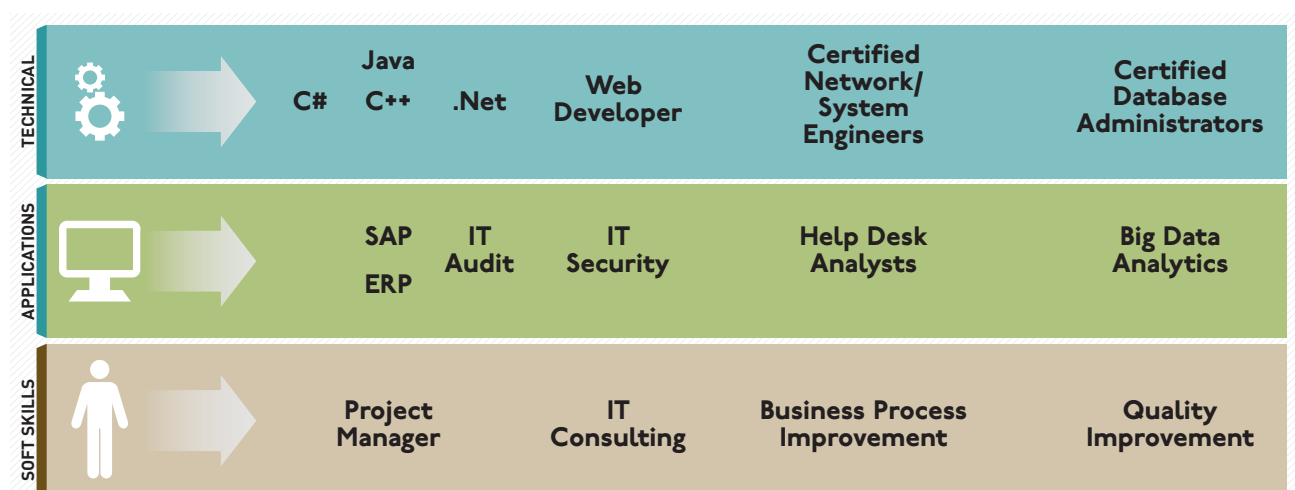 TECHNICAL
Java
C#
C++
.Net
Web
Developer
Certified
Network/
System
Engineers
Certified
Database
Administrators
APPLICATIONS
SAP
ERP
IT
Audit
IT
Security
Help Desk
Analysts
Big Data
Analytics
SOFT SKILLS
Project
Manager
IT
Consulting
Business Process
Improvement
Quality
Improvement